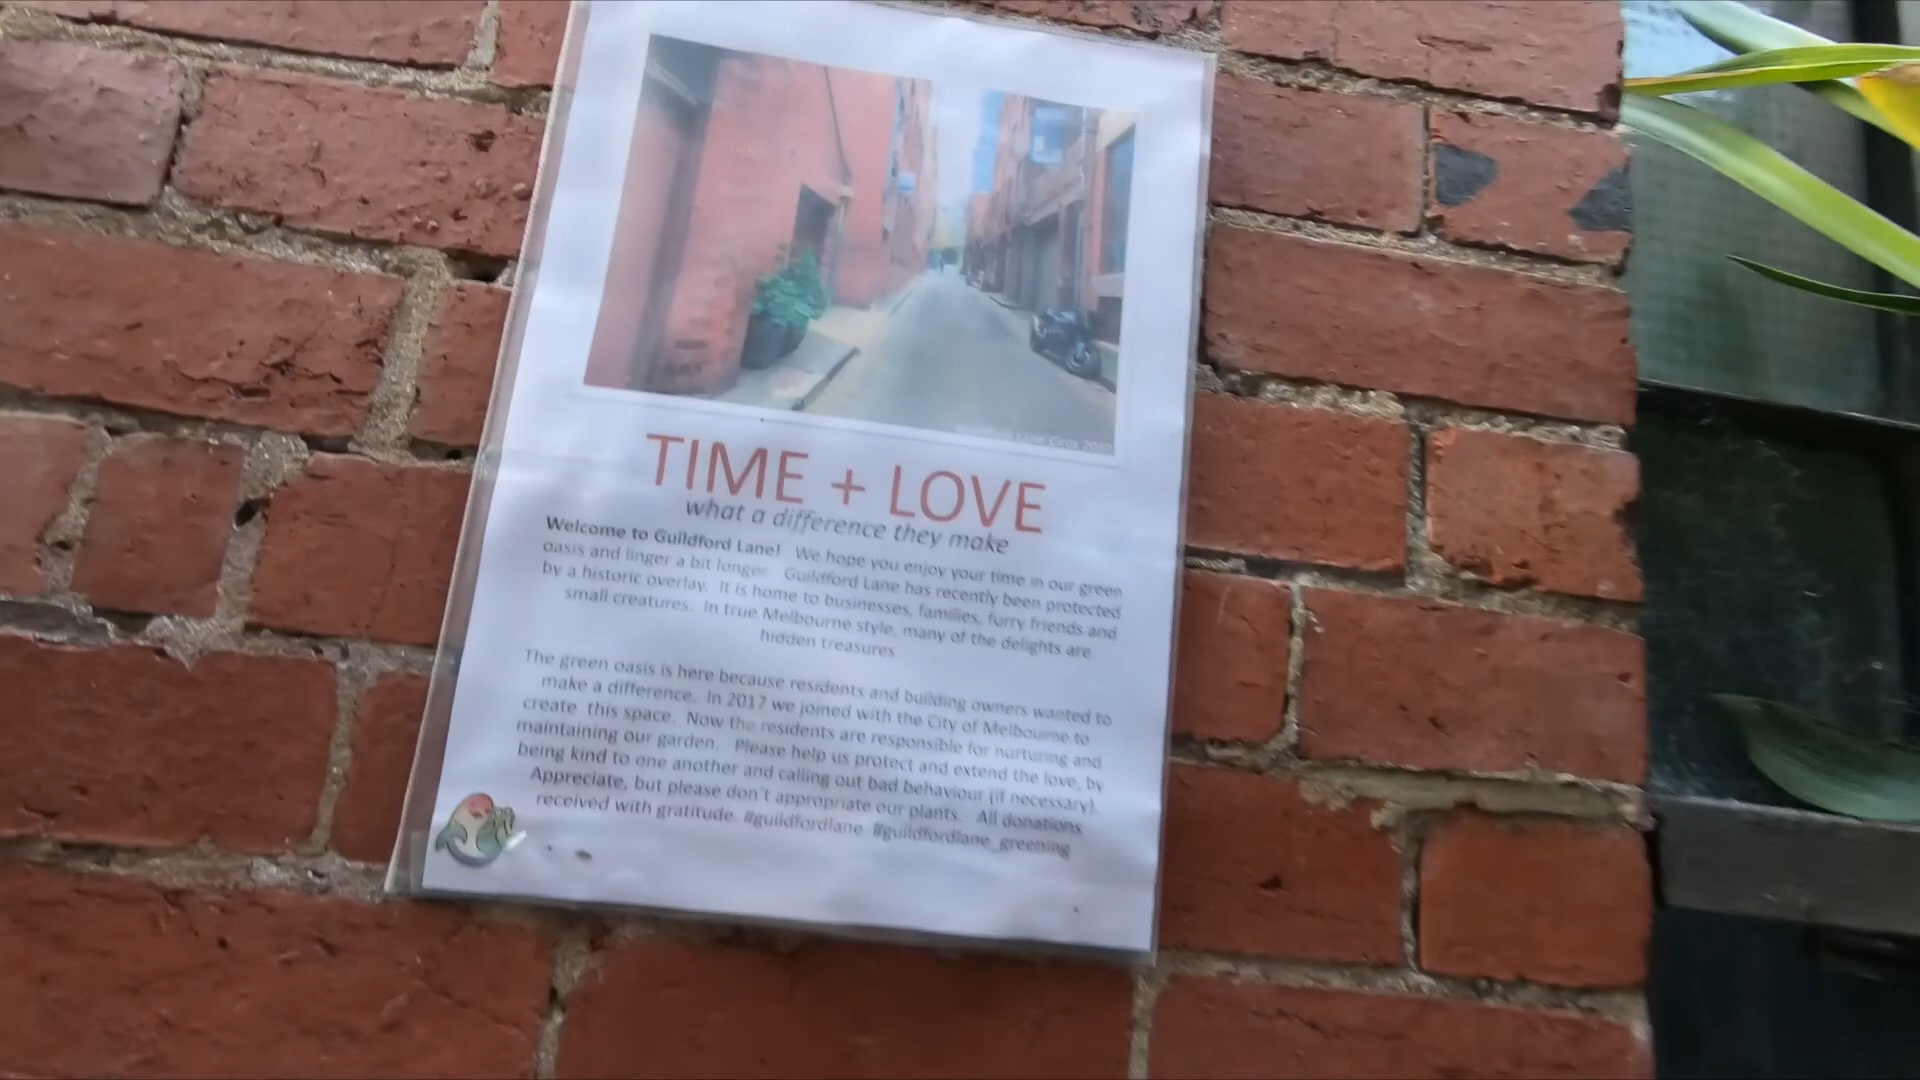 Lane Circa
TIME + LOVE
what a difference they make
Welcome to Guildford Lane! We hope you enjoy your time in our green
oasis and linger a bit longer. Guildford Lane has recently been protected
by a historic overlay. It is home to businesses, families, furry friends and
small creatures. In true Melbourne style, many of the delights are
hidden treasures
The green oasis is here because residents and building owners wanted to
make a difference. In 2017 we joined with the City of Melbourne to
create this space. Now the residents are responsible for nurturing and
maintaining our garden. Please help us protect and extend the love, by
being kind to one another and calling out bad behaviour (if necessary).
Appreciate, but please don't appropriate our plants. All donations
received with gratitude. #guildfordlane #guildfordlane_greening